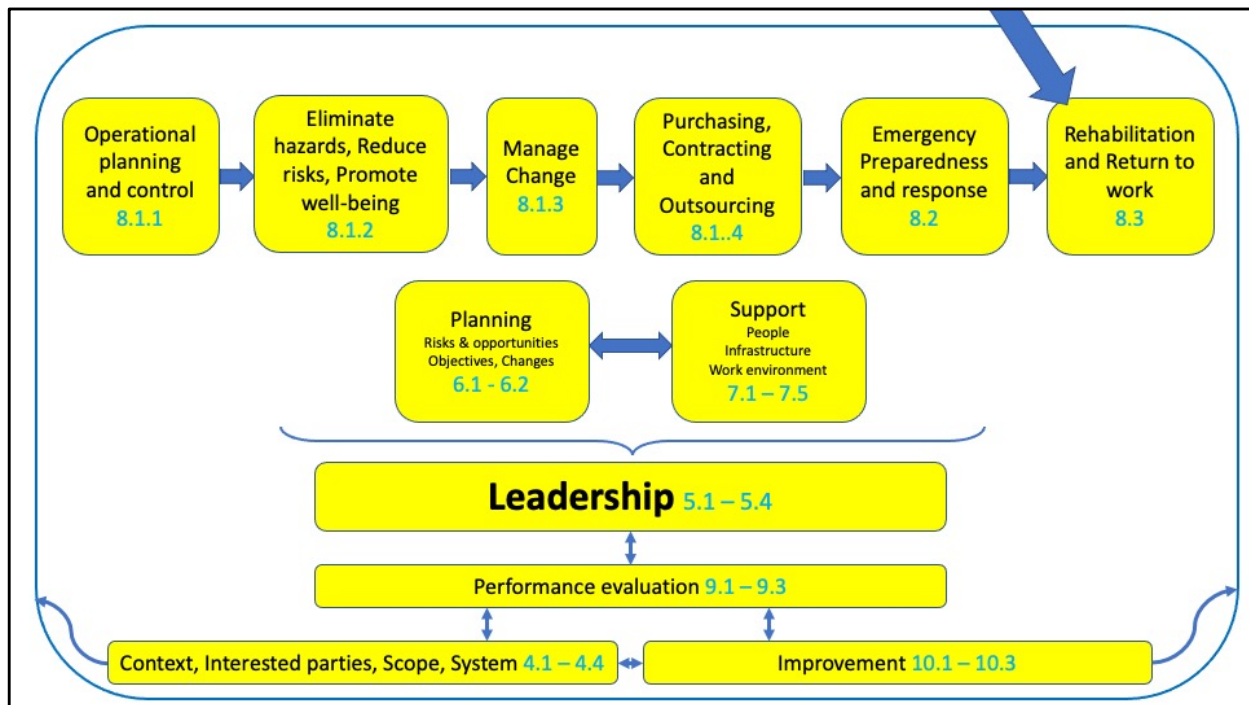 Operational
planning
and control
8.1.1
Eliminate
hazards, Reduce
risks, Promote
well-being
8.1.2
Manage
Change
8.1.3
Purchasing,
Contracting
and
Outsourcing
8.1..4
Emergency
Preparedness
and response
8.2
Rehabilitation
and Return to
work
8.3
Planning
Risks & opportunities
Objectives, Changes
6.1 - 6.2
Support
People
Infrastructure
Work environment
7.1 – 7.5
Leadership 5.1 – 5.4
Performance evaluation 9.1 – 9.3
Context, Interested parties, Scope, System 4.1 – 4.4
Improvement 10.1 – 10.3